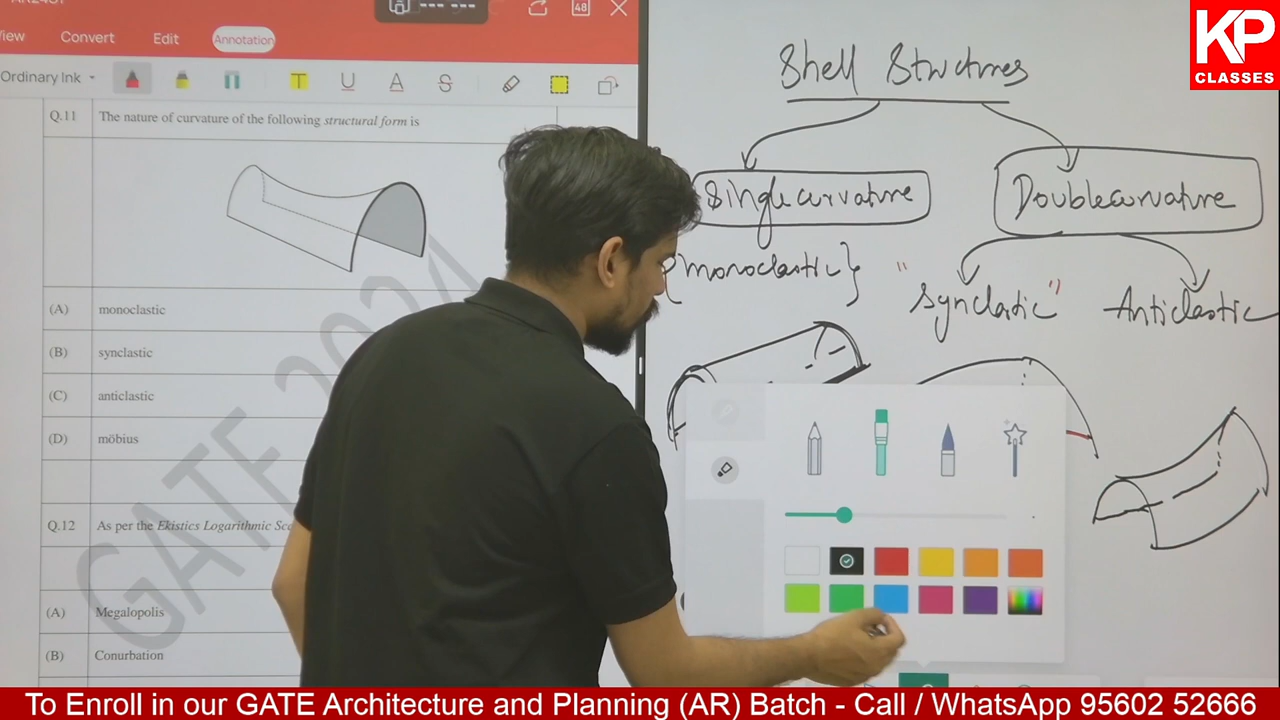 View Convert Edit Annotation
48
Ordinary Ink
T U A S
Q.11 The nature of curvature of the following structural form is
(A) monoclastic
(B) synclastic
(C) anticlastic
(D) möbius
Q.12 As per the Ekistics Logarithmic
(A) Megalopolis
(B) Conurbation
GATE 2024
Shell Structures
Single curvature
Double curvature
{monoclastic}
"Synclastic"
Anticlastic
KP
CLASSES
To Enroll in our GATE Architecture and Planning (AR) Batch - Call / WhatsApp 95602 52666